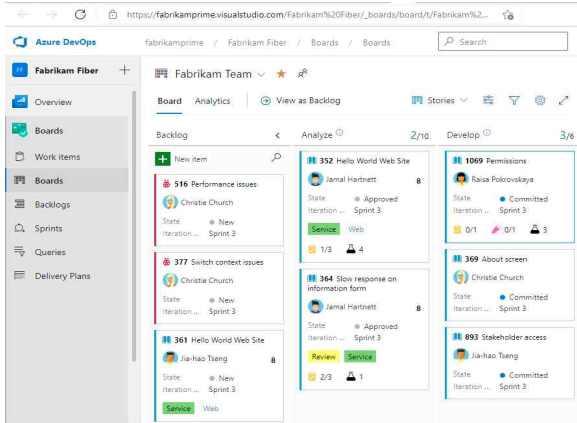 https://fabrikamprime.visualstudio.com/Fabrikam%20Fiber/_boards/board/t/Fabrikam%2...
Azure DevOps
fabrikamprime / Fabrikam Fiber / Boards / Boards
Search
FF Fabrikam Fiber +
Overview
Boards
Work items
Boards
Backlogs
Sprints
Queries
Delivery Plans
Fabrikam Team
Board Analytics View as Backlog Stories
Backlog
New item
516 Performance issues
Christie Church
State New
Iteration ... Sprint 3
377 Switch context issues
Christie Church
State New
Iteration ... Sprint 3
361 Hello World Web Site
Jia-hao Tseng 8
State New
Iteration ... Sprint 3
Service Web
Analyze 2/10
352 Hello World Web Site
Jamal Hartnett 8
State Approved
Iteration ... Sprint 3
Service Web
1/3 4
364 Slow response on
information form
Jamal Hartnett 8
State Approved
Iteration ... Sprint 3
Review Service
2/3 1
Develop 3/6
1069 Permissions
Raisa Pokrovskaya
State Committed
Iteration ... Sprint 3
0/1 0/1 3
369 About screen
Christie Church
State Committed
Iteration ... Sprint 3
893 Stakeholder access
Jia-hao Tseng
State Committed
Iteration ... Sprint 3